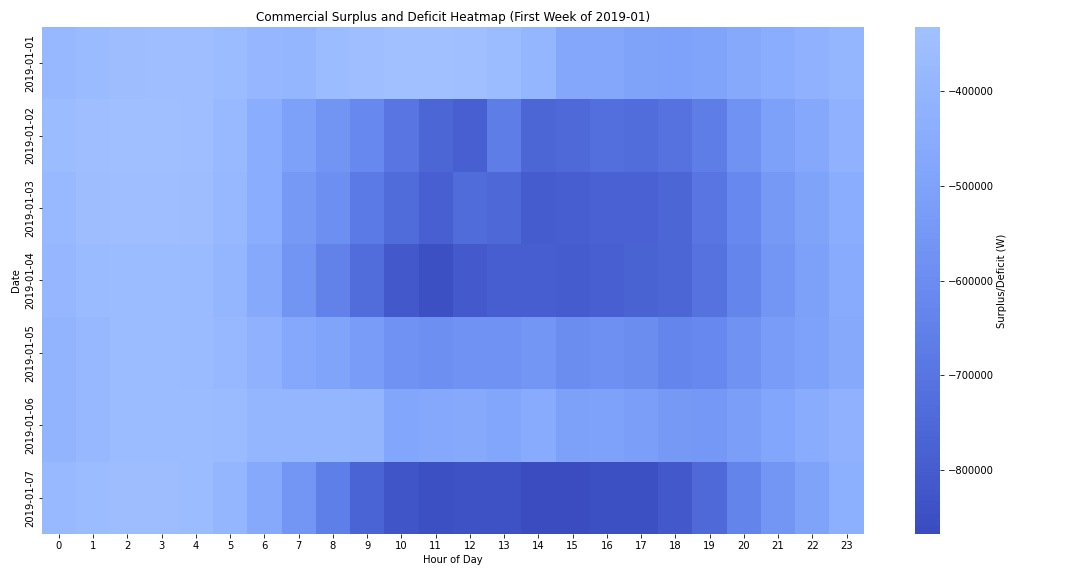 Commercial Surplus and Deficit Heatmap (First Week of 2019-01)
Date
2019-01-01
2019-01-02
2019-01-03
2019-01-04
2019-01-05
2019-01-06
2019-01-07
0 1 2 3 4 5 6 7 8 9 10 11 12 13 14 15 16 17 18 19 20 21 22 23
Hour of Day
−400000
−500000
−600000
−700000
−800000
Surplus/Deficit (W)